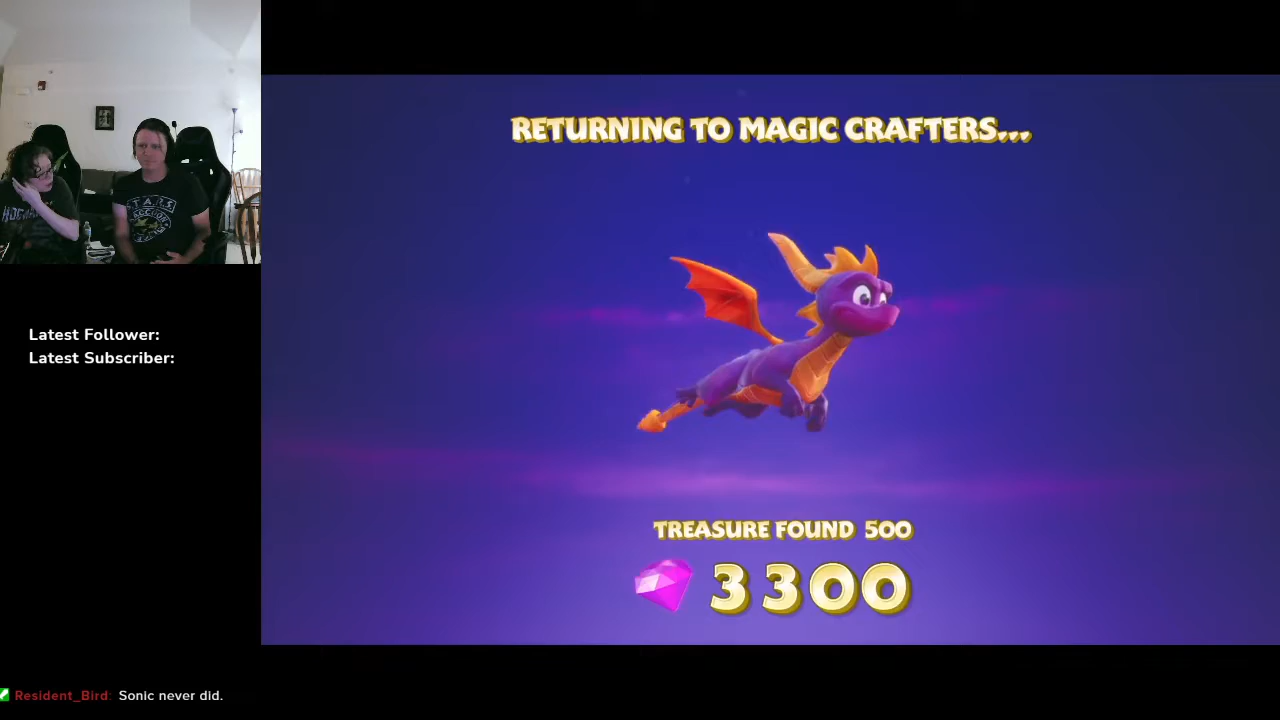 RETURNING TO MAGIC CRAFTERS...
S.T.A.R.S.
Latest Follower:
Latest Subscriber:
TREASURE FOUND 500
3300
Resident_Bird: Sonic never did.